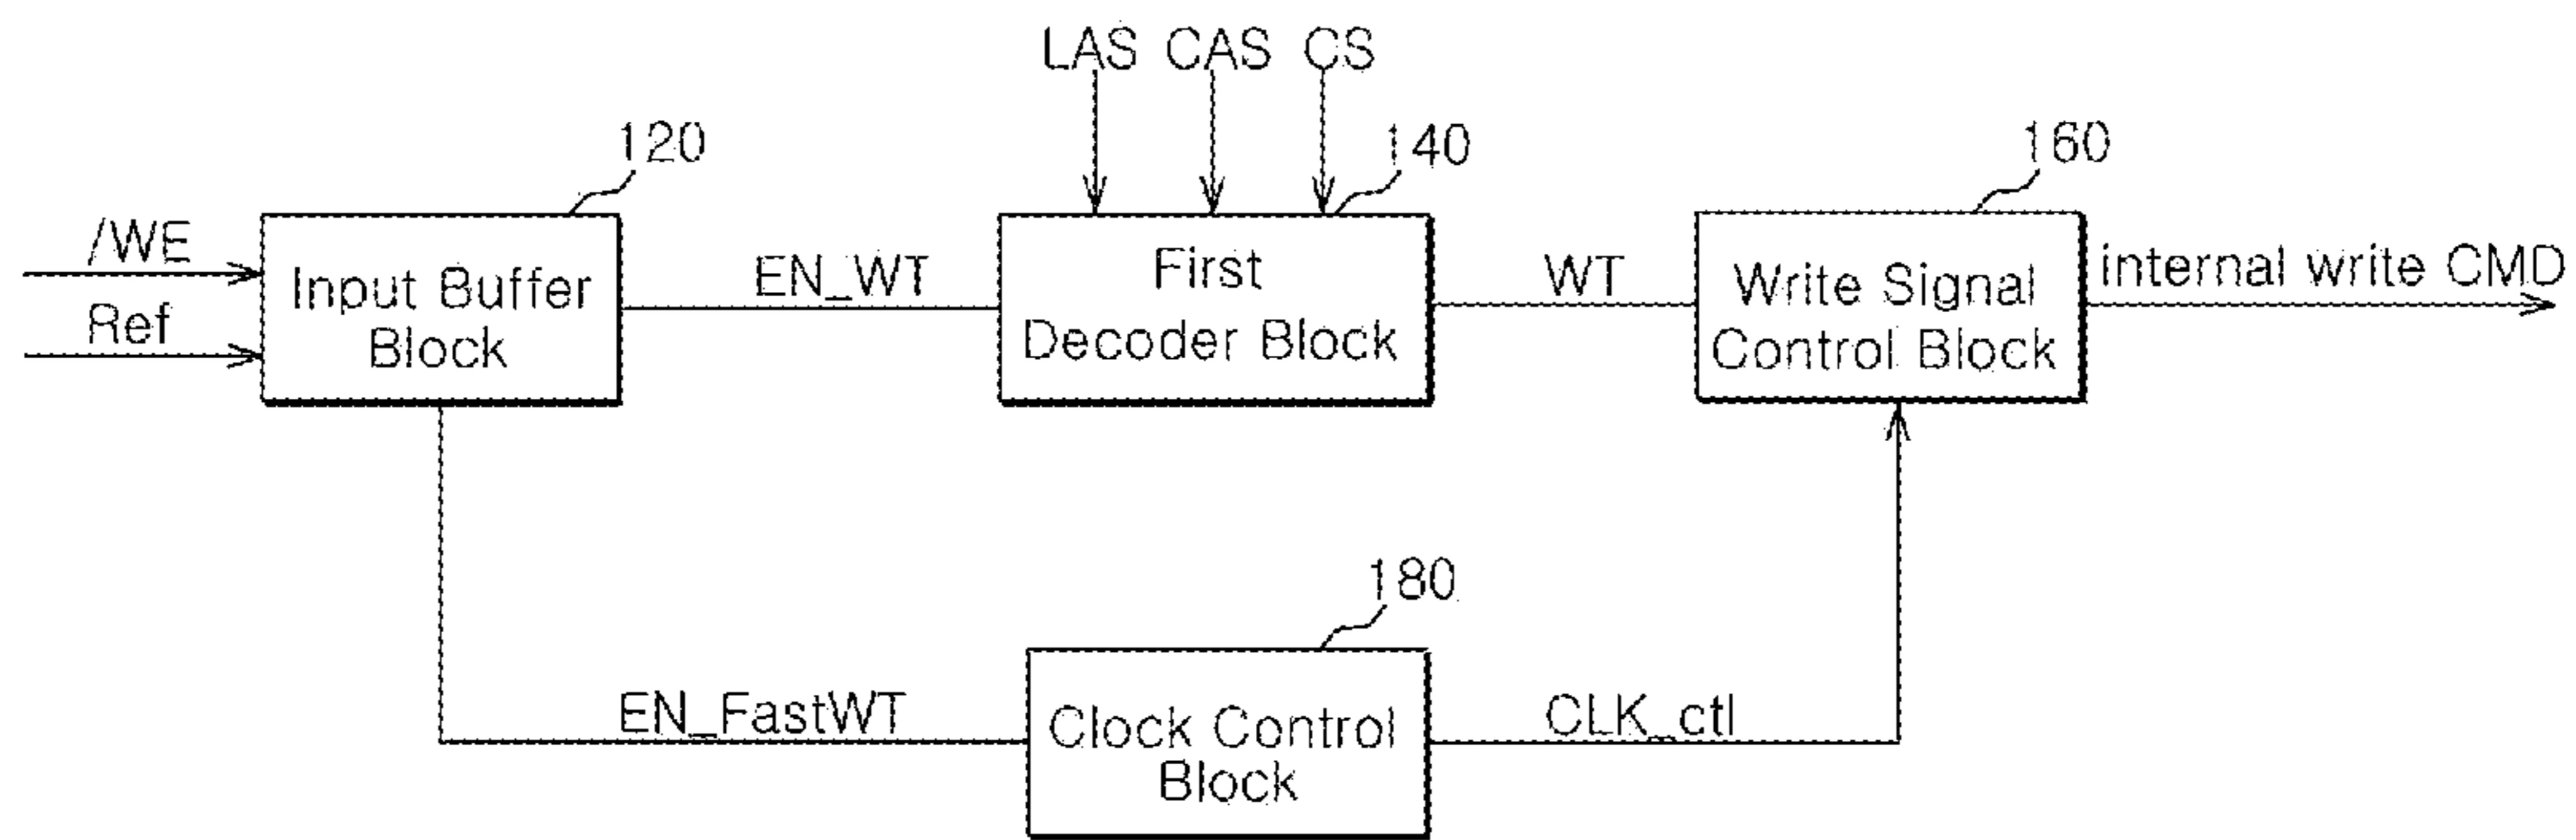 LAS CAS CS
120
140
160
/WE
Ref
Input Buffer
Block
EN_WT
First
Decoder Block
WT
Write Signal
Control Block
internal write CMD
180
EN_FastWT
Clock Control
Block
CLK_ctl